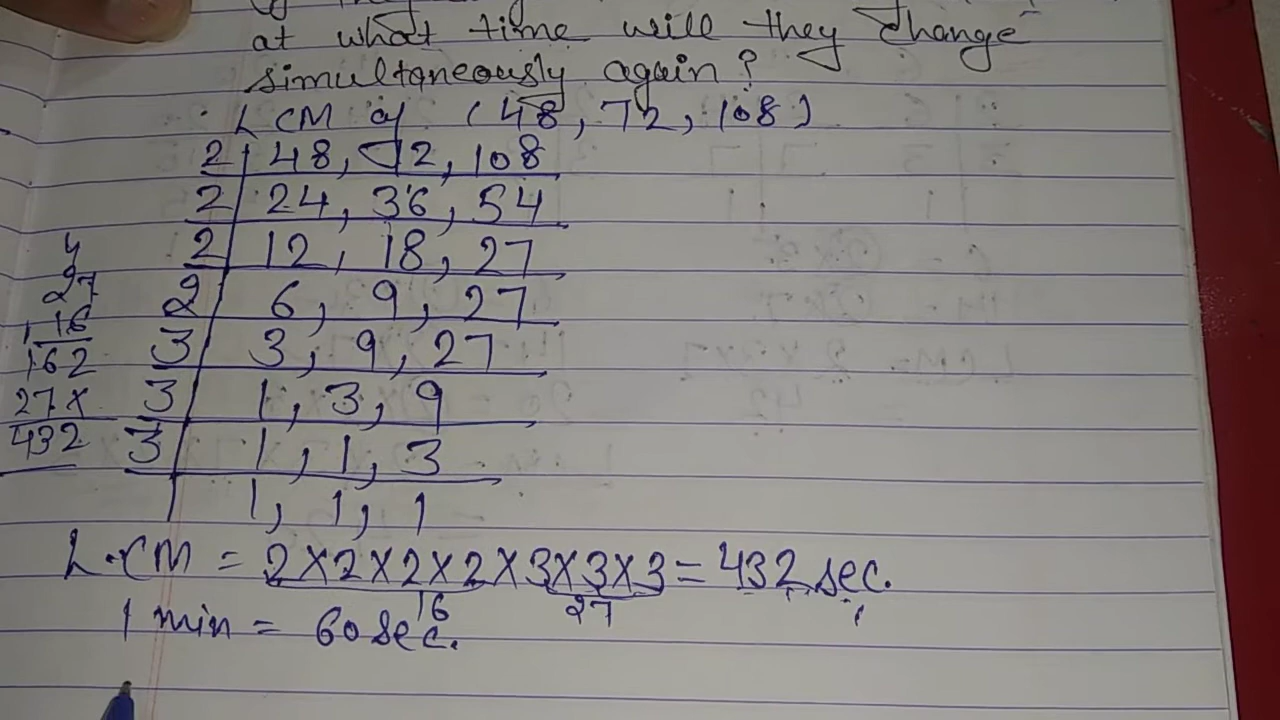 at what time will they change
simultaneously again?
LCM of (48, 72, 108)
2 48, 72, 108
2 24, 36, 54
2 12, 18, 27
2 6, 9, 27
3 3, 9, 27
3 1, 3, 9
3 1, 1, 3
1 1, 1, 1
4
27
16
162
27x
432
L.CM = 2x2x2x2x3x3x3 = 432 sec.
16 27
1 min = 60 sec.